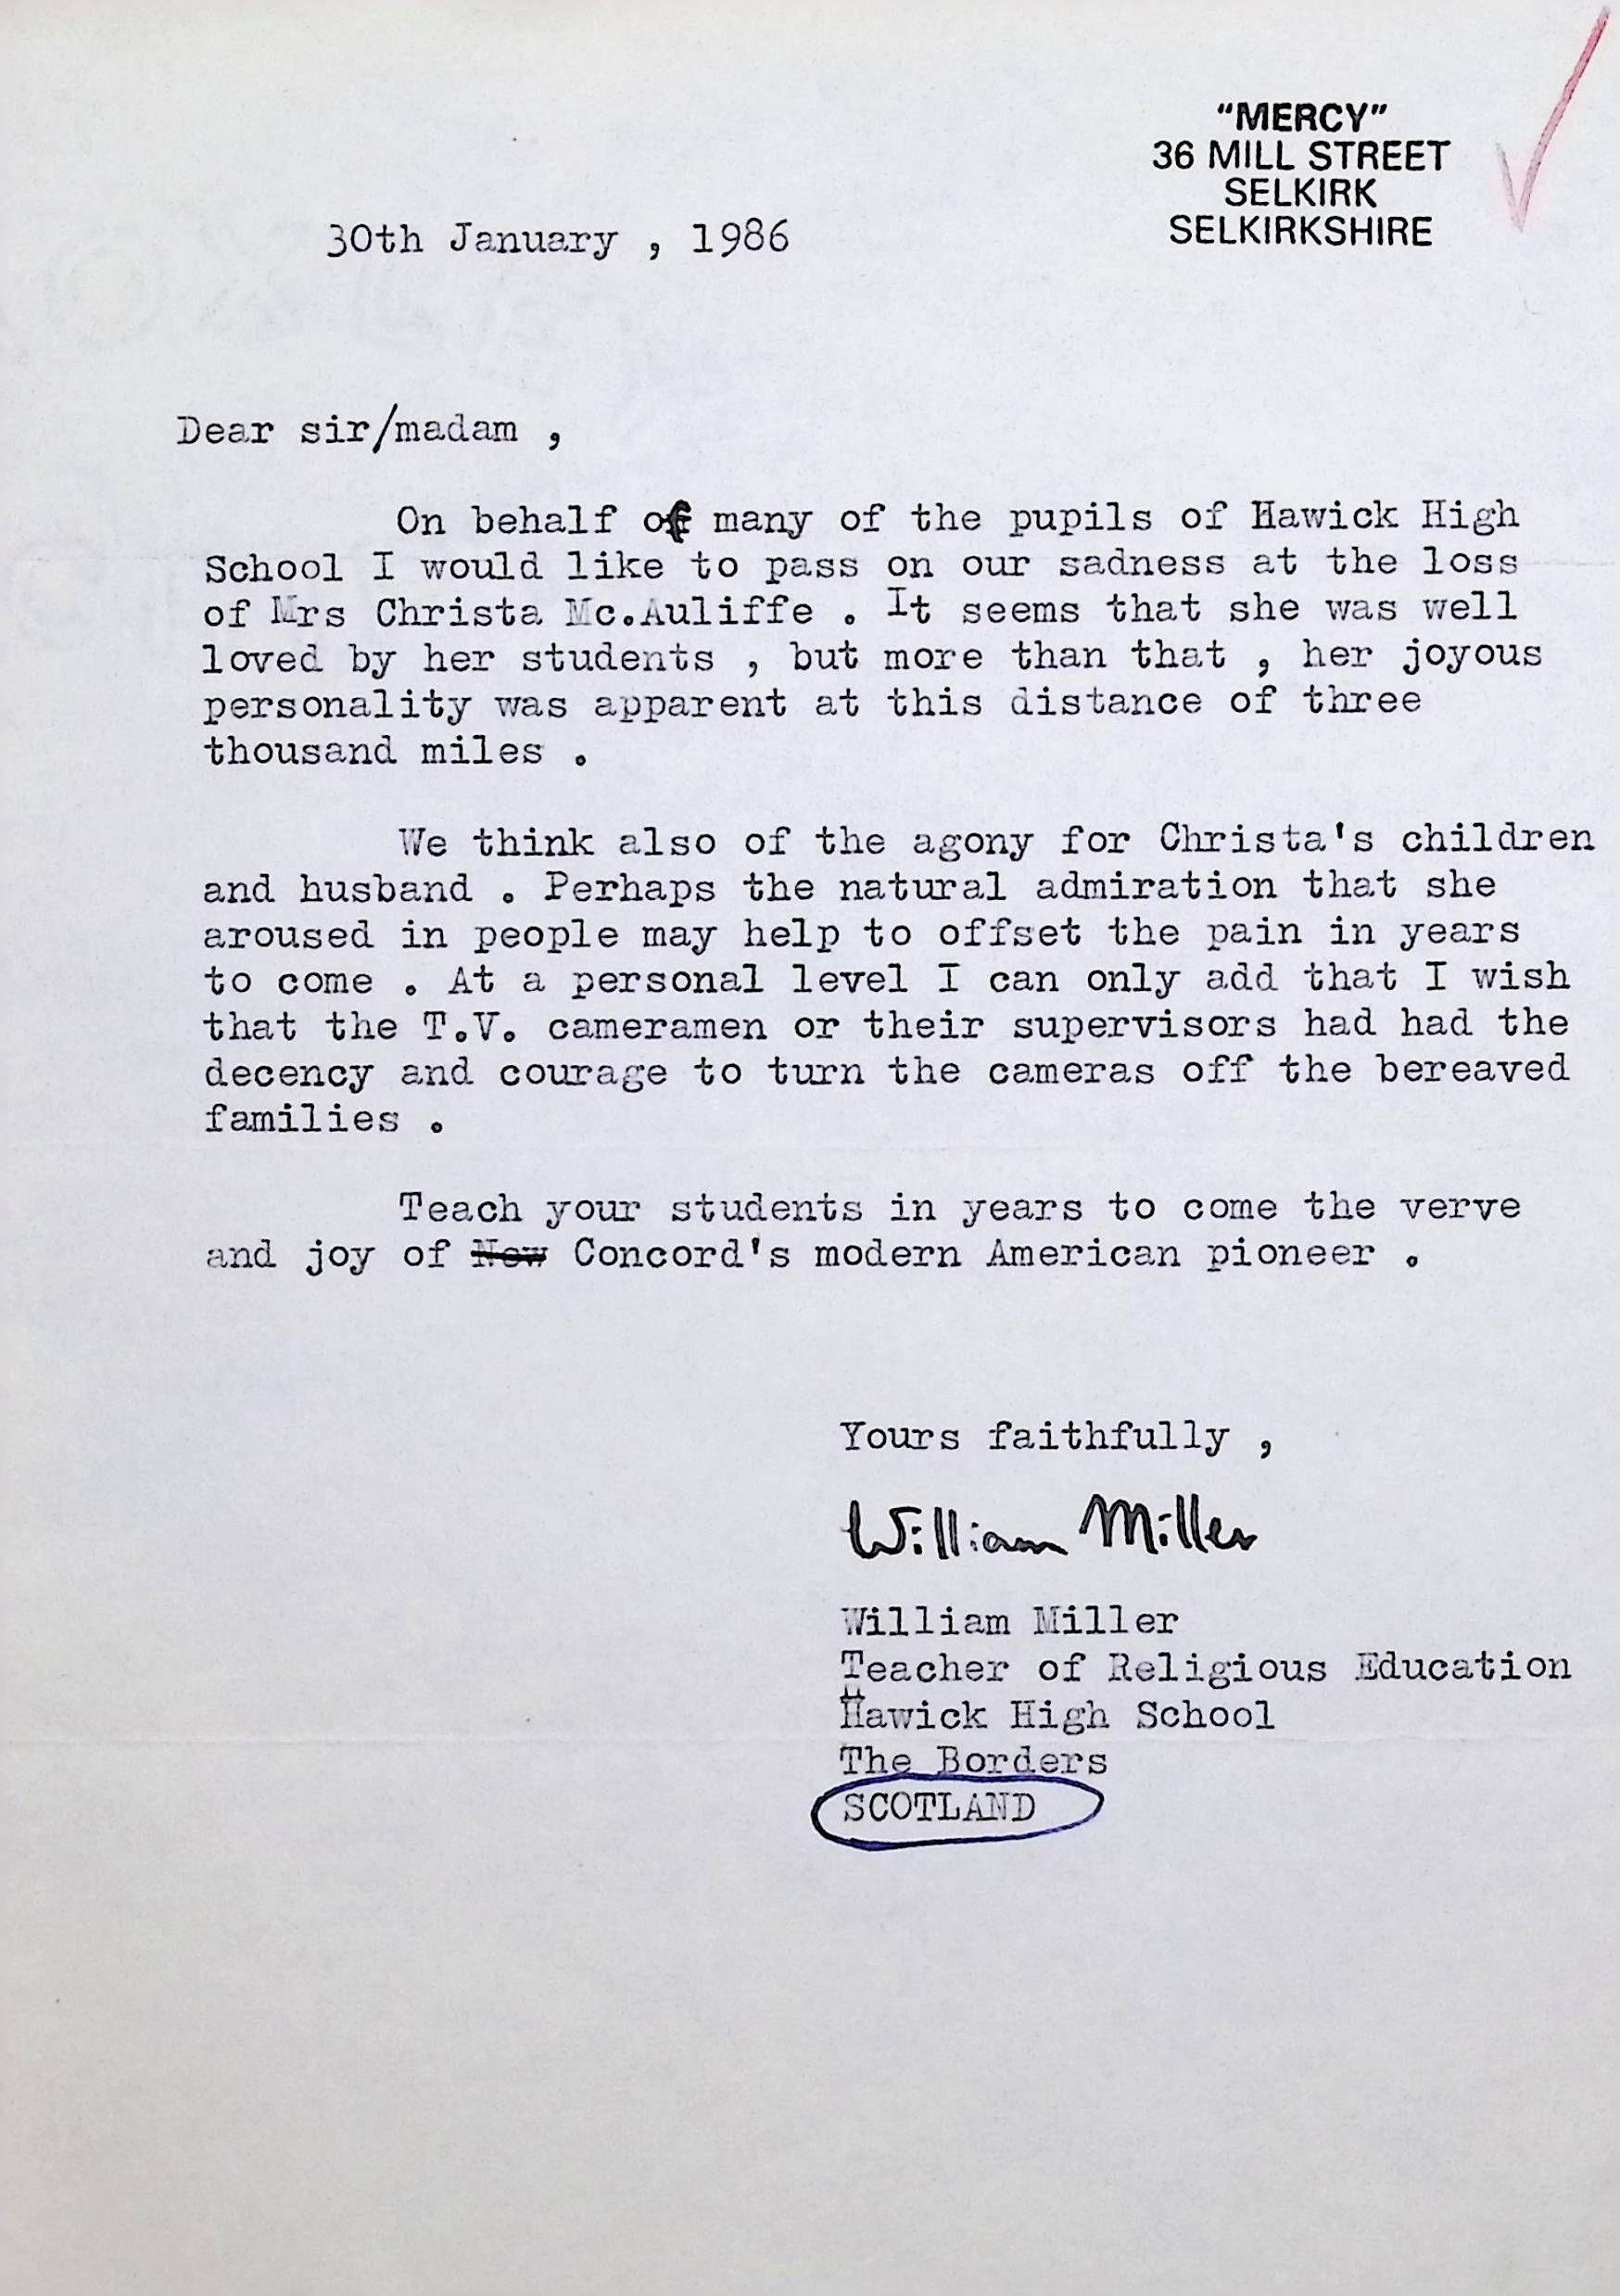 "MERCY"
36 MILL STREET
SELKIRK
SELKIRKSHIRE
30th January , 1986
Dear sir/madam ,
On behalf of many of the pupils of Hawick High
School I would like to pass on our sadness at the loss
of Mrs Christa Mc.Auliffe . It seems that she was well
loved by her students , but more than that , her joyous
personality was apparent at this distance of three
thousand miles .
We think also of the agony for Christa's children
and husband . Perhaps the natural admiration that she
aroused in people may help to offset the pain in years
to come . At a personal level I can only add that I wish
that the T.V. cameramen or their supervisors had had the
decency and courage to turn the cameras off the bereaved
families .
Teach your students in years to come the verve
and joy of New Concord's modern American pioneer .
Yours faithfully ,
William Miller
William Miller
Teacher of Religious Education
Hawick High School
The Borders
SCOTLAND